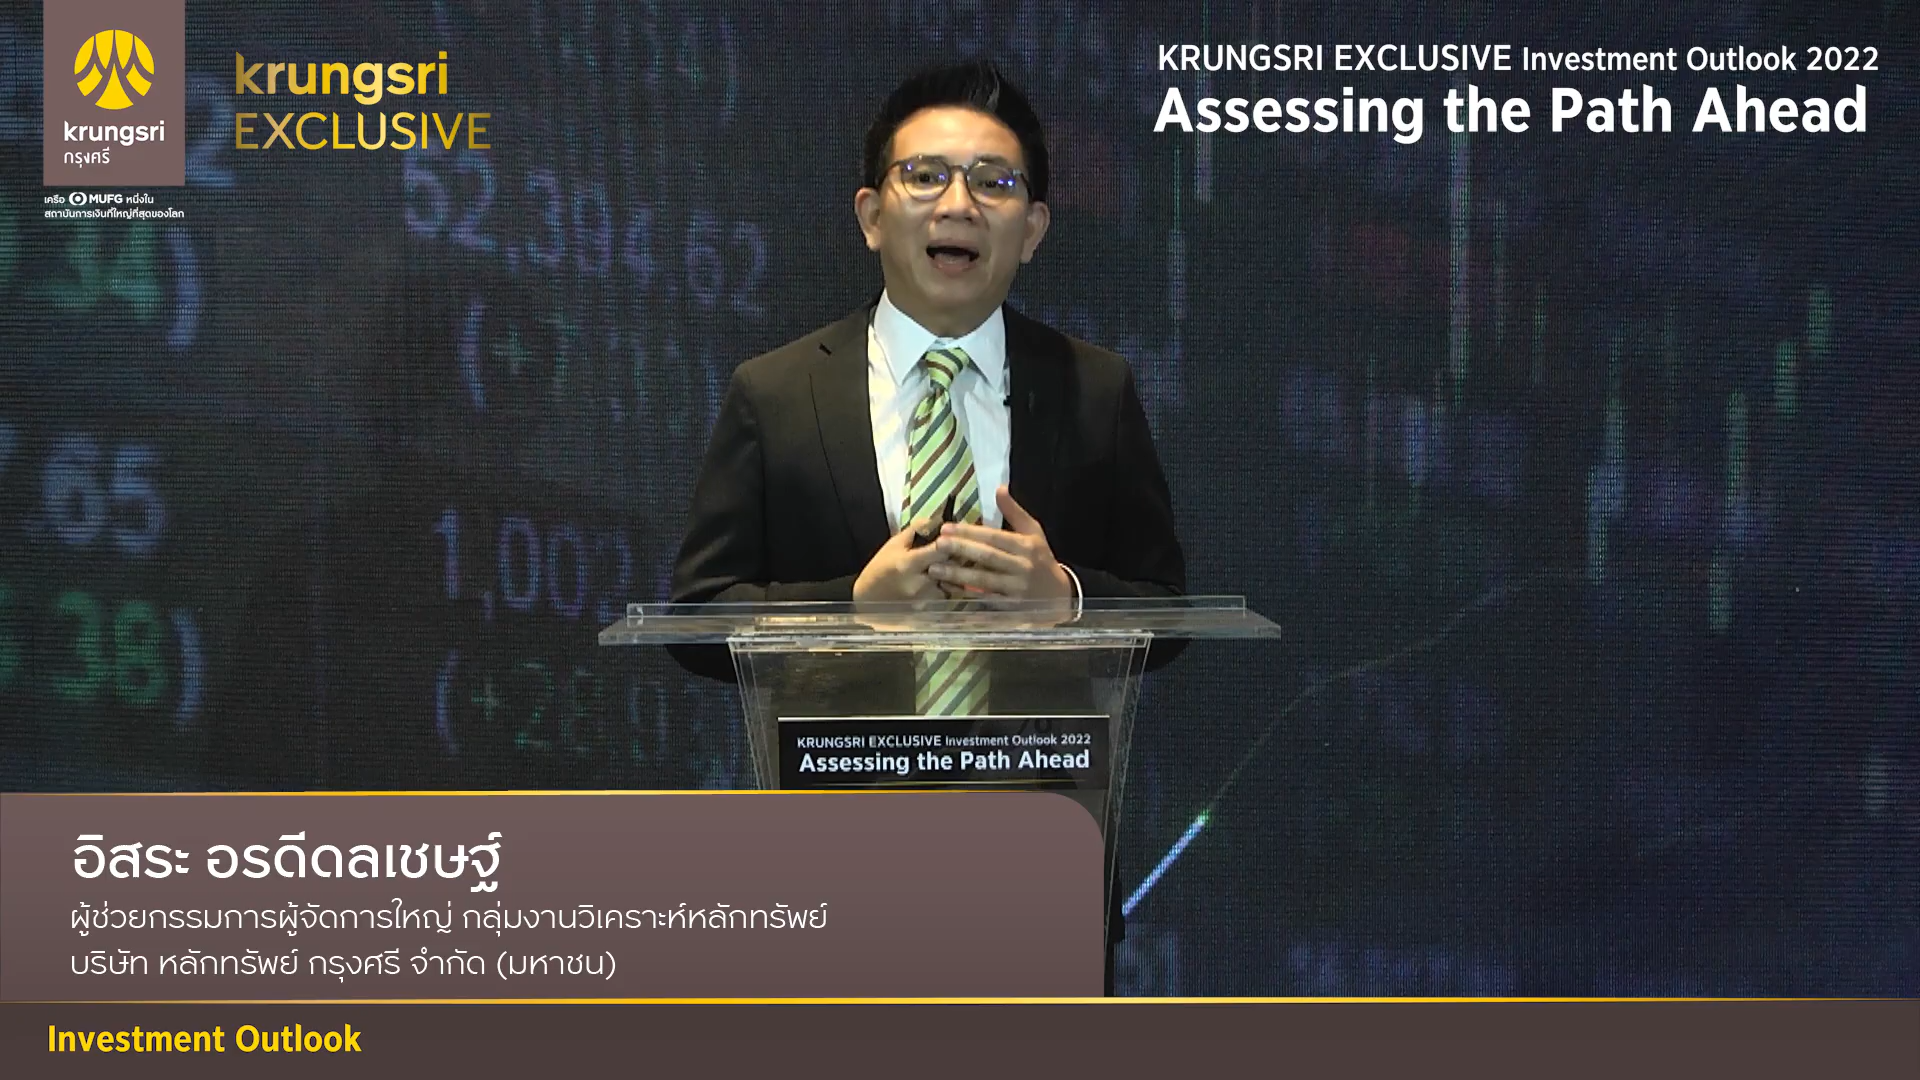 krungsri
กรุงศรี
เครือ MUFG หนึ่งใน
สถาบันการเงินที่ใหญ่ที่สุดของโลก
krungsri
EXCLUSIVE
KRUNGSRI EXCLUSIVE Investment Outlook 2022
Assessing the Path Ahead
52,394.62
.65
1,002
38)
KRUNGSRI EXCLUSIVE Investment Outlook 2022
Assessing the Path Ahead
อิสระ อรดีดลเชษฐ์
ผู้ช่วยกรรมการผู้จัดการใหญ่ กลุ่มงานวิเคราะห์หลักทรัพย์
บริษัท หลักทรัพย์ กรุงศรี จำกัด (มหาชน)
Investment Outlook